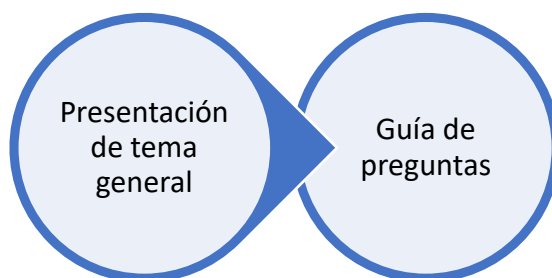 Presentación
de tema
general
Guía de
preguntas